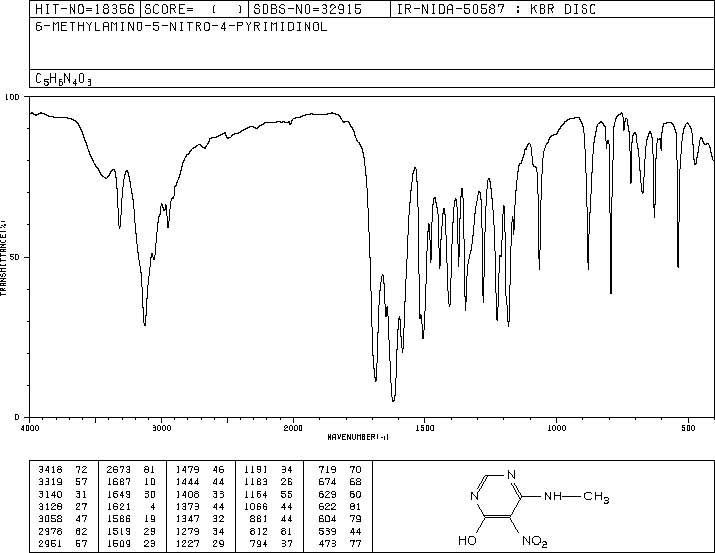 HIT-NO=18356 SCORE= ( ) SDBS-NO=32915 IR-NIDA-50587 : KBR DISC
6-METHYLAMINO-5-NITRO-4-PYRIMIDINOL
C5H6N4O3
100
TRANSMITTANCE(%)
50
0
4000 3000 2000 1500 1000 500
WAVENUMBER(-1)
3418 72 2673 81 1479 46 1191 34 719 70
3319 57 1687 10 1444 44 1183 26 674 68
3140 31 1649 30 1408 33 1164 55 629 60
3128 27 1621 4 1373 44 1066 44 622 81
3058 47 1586 19 1347 32 881 44 604 79
2978 62 1519 29 1279 34 812 81 539 44
2951 57 1509 23 1227 29 794 37 473 77
N
N NH CH3
HO NO2